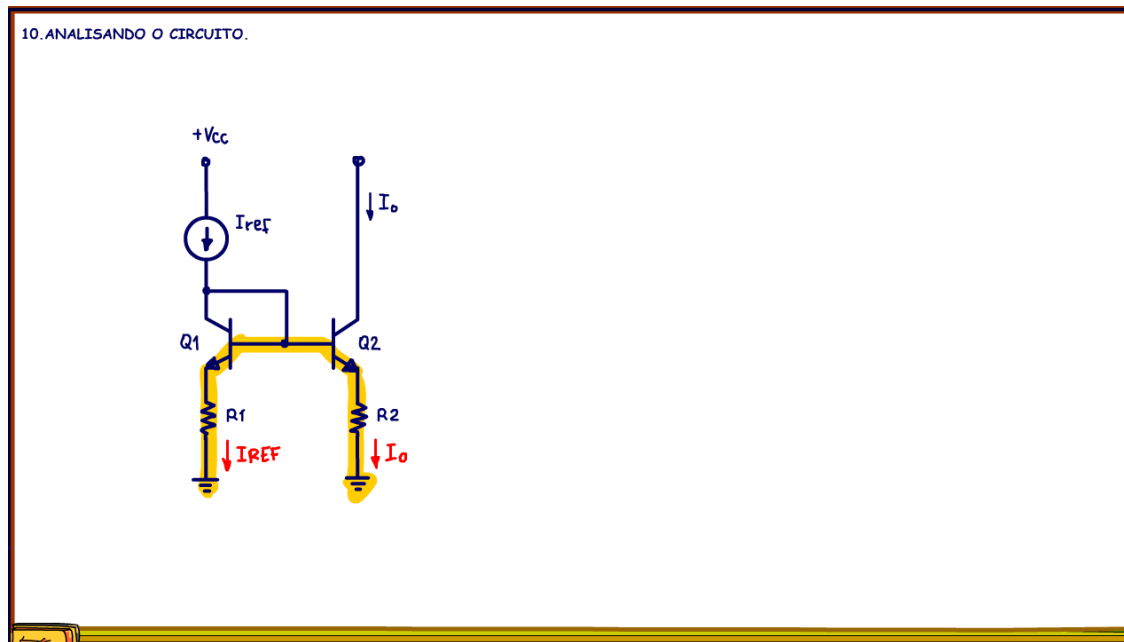 10.ANALISANDO O CIRCUITO.
+Vcc
Iref
Io
Q1
Q2
R1
R2
IREF
Io